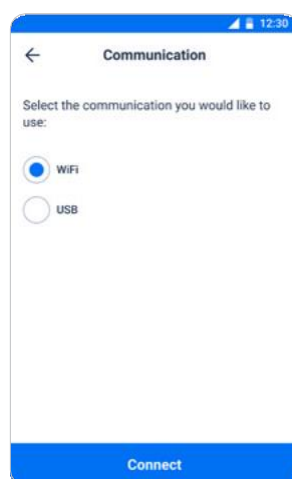 12:30
Communication
Select the communication you would like to
use:
WiFi
USB
Connect